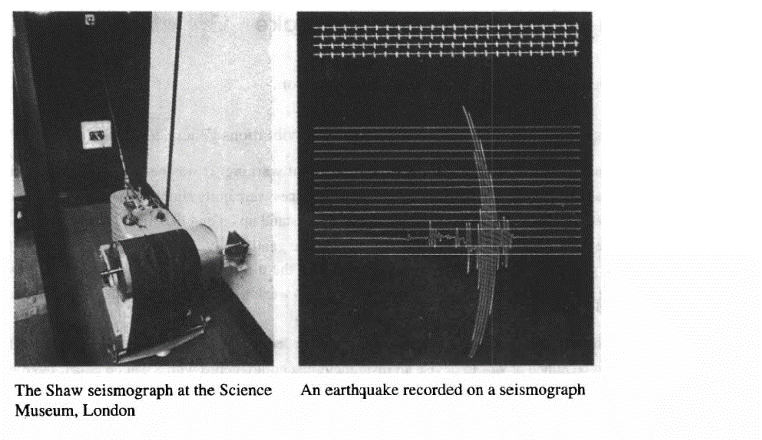 The Shaw seismograph at the Science
Museum, London
An earthquake recorded on a seismograph